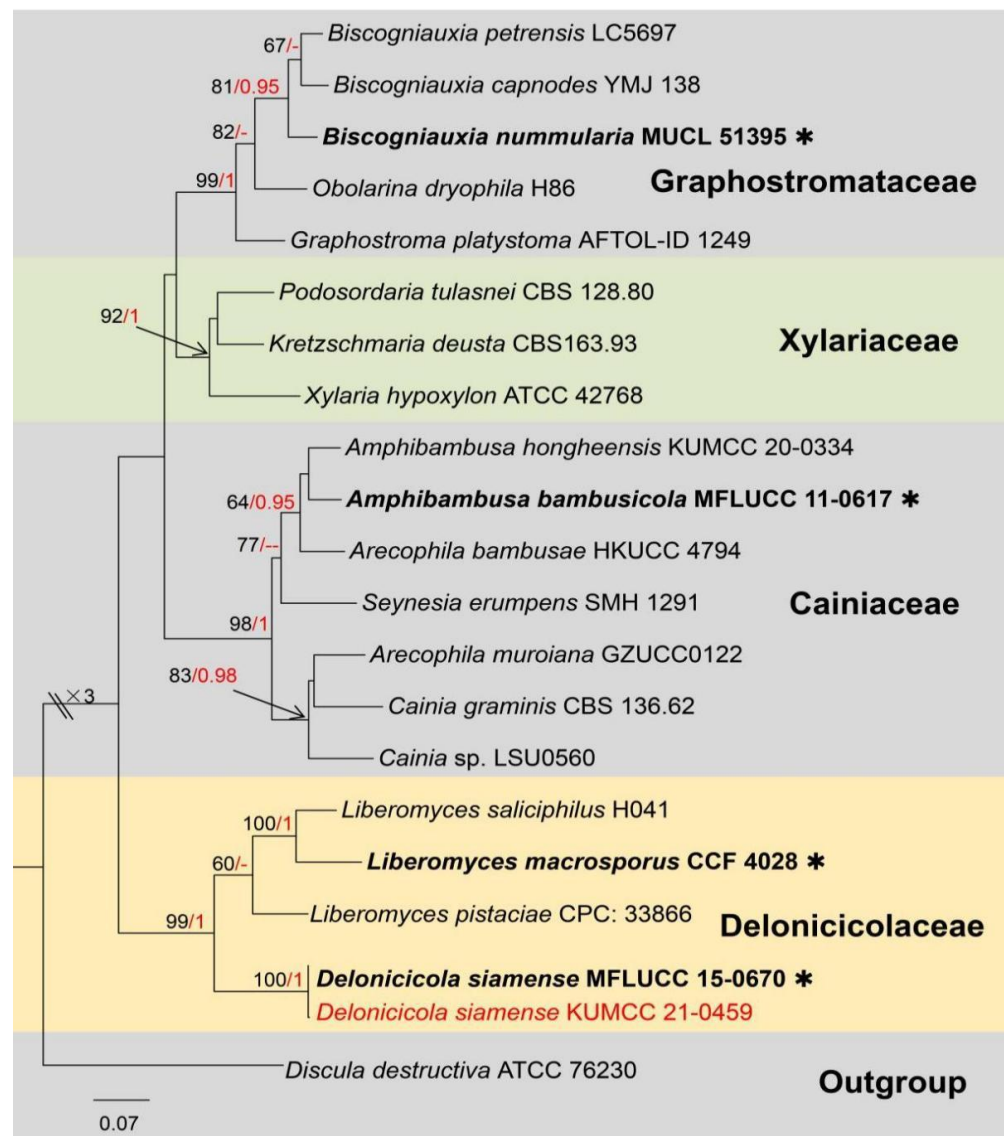 Biscogniauxia petrensis LC5697
67/-
81/0.95
Biscogniauxia capnodes YMJ 138
82/-
Biscogniauxia nummularia MUCL 51395 *
99/1
Obolarina dryophila H86
Graphostromataceae
Graphostroma platystoma AFTOL-ID 1249
Podosordaria tulasnei CBS 128.80
92/1
Kretzschmaria deusta CBS163.93
Xylariaceae
Xylaria hypoxylon ATCC 42768
Amphibambusa hongheensis KUMCC 20-0334
64/0.95
Amphibambusa bambusicola MFLUCC 11-0617 *
77/--
Arecophila bambusae HKUCC 4794
Seynesia erumpens SMH 1291
Cainiaceae
98/1
Arecophila muroiana GZUCC0122
83/0.98
×3
Cainia graminis CBS 136.62
Cainia sp. LSU0560
Liberomyces saliciphilus H041
100/1
Liberomyces macrosporus CCF 4028 *
60/-
Liberomyces pistaciae CPC: 33866
99/1
Delonicicolaceae
100/1
Delonicicola siamense MFLUCC 15-0670 *
Delonicicola siamense KUMCC 21-0459
Discula destructiva ATCC 76230
Outgroup
0.07